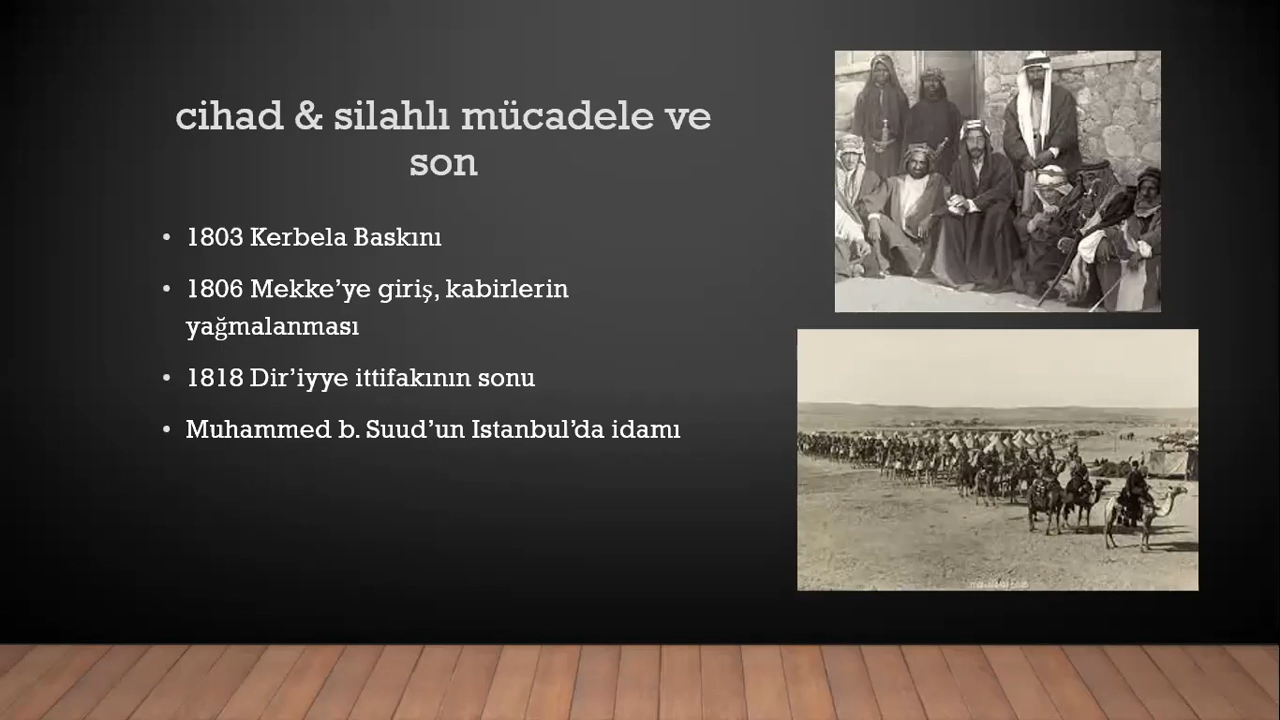 cihad & silahlı mücadele ve
son
• 1803 Kerbela Baskını
• 1806 Mekke’ye giriş, kabirlerin
yağmalanması
• 1818 Dir’iyye ittifakının sonu
• Muhammed b. Suud’un Istanbul’da idamı